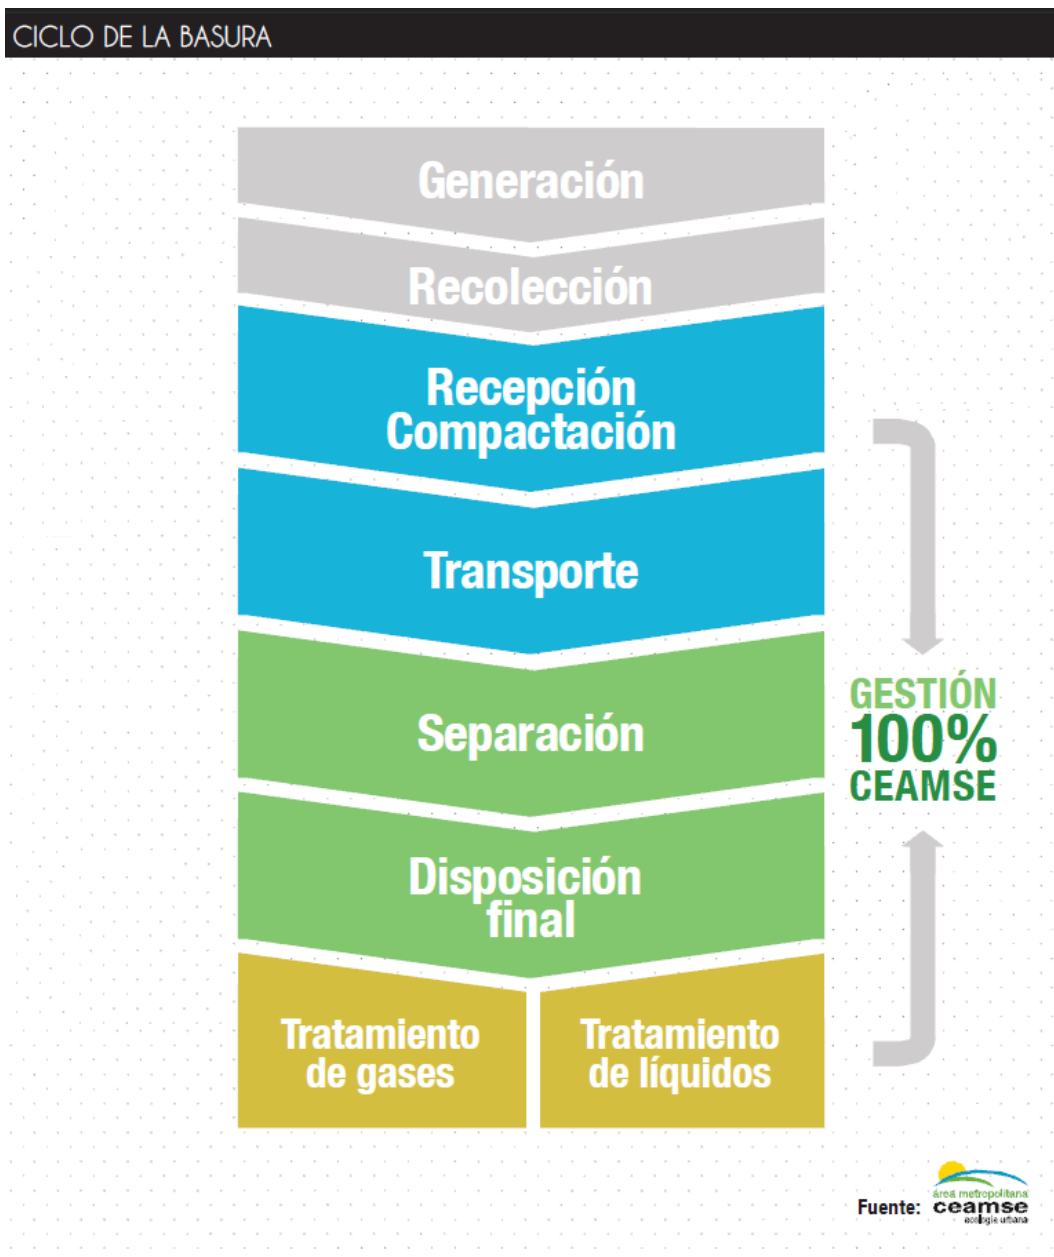 CICLO DE LA BASURA
Generación
Recolección
Recepción
Compactación
Transporte
Separación
Disposición
final
Tratamiento
de gases
Tratamiento
de líquidos
GESTIÓN
100%
CEAMSE
Fuente:
área metropolitana
ceamse
ecología urbana